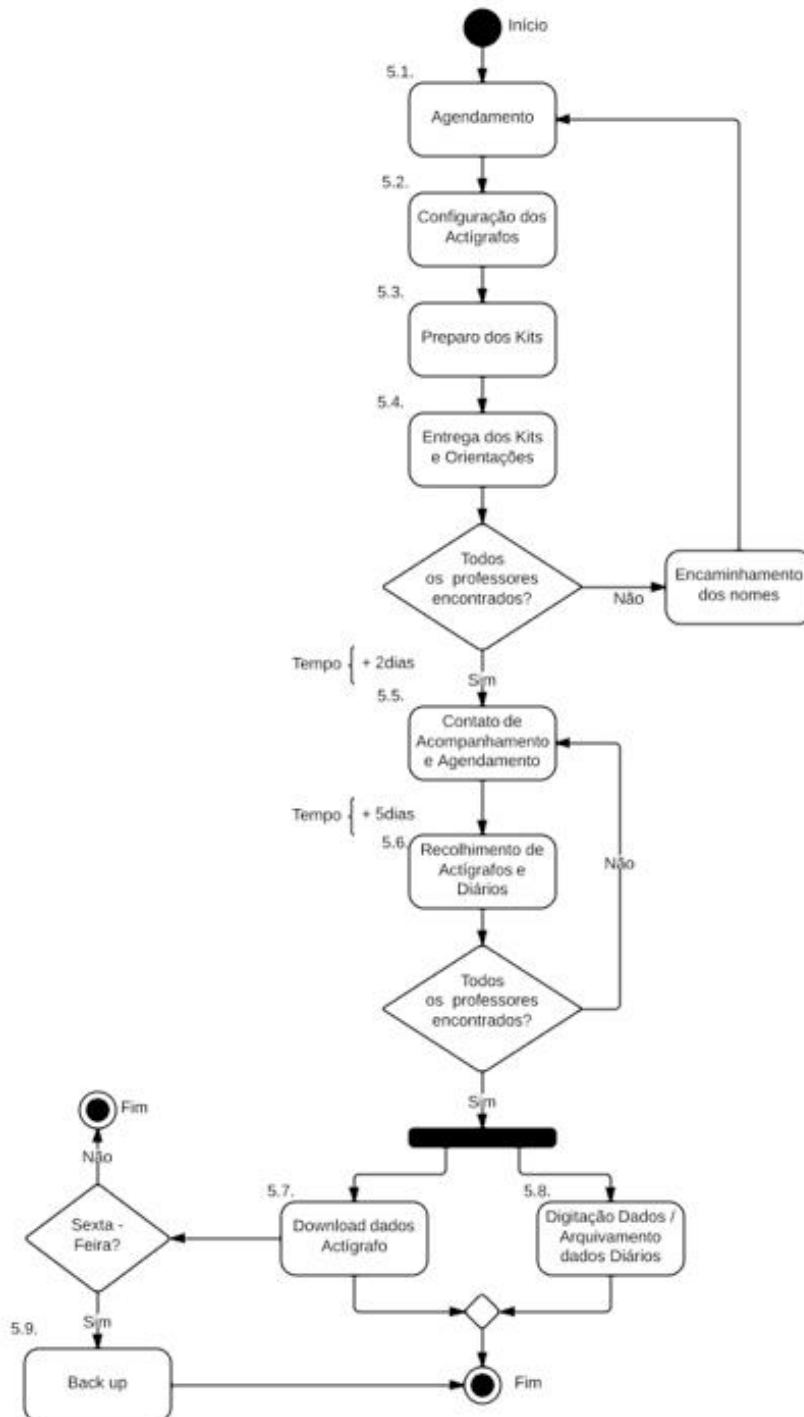 Início
5.1.
Agendamento
5.2.
Configuração dos
Actígrafos
5.3.
Preparo dos Kits
5.4.
Entrega dos Kits
e Orientações
Todos
os professores
encontrados?
Não
Encaminhamento
dos nomes
Tempo { + 2dias
Sim
5.5.
Contato de
Acompanhamento
e Agendamento
Tempo { + 5dias
5.6.
Recolhimento de
Actígrafos e
Diários
Não
Todos
os professores
encontrados?
Sim
Fim
Não
5.7.
5.8.
Sexta -
Feira?
Download dados
Actígrafo
Digitação Dados /
Arquivamento
dados Diários
Sim
5.9.
Back up
Fim